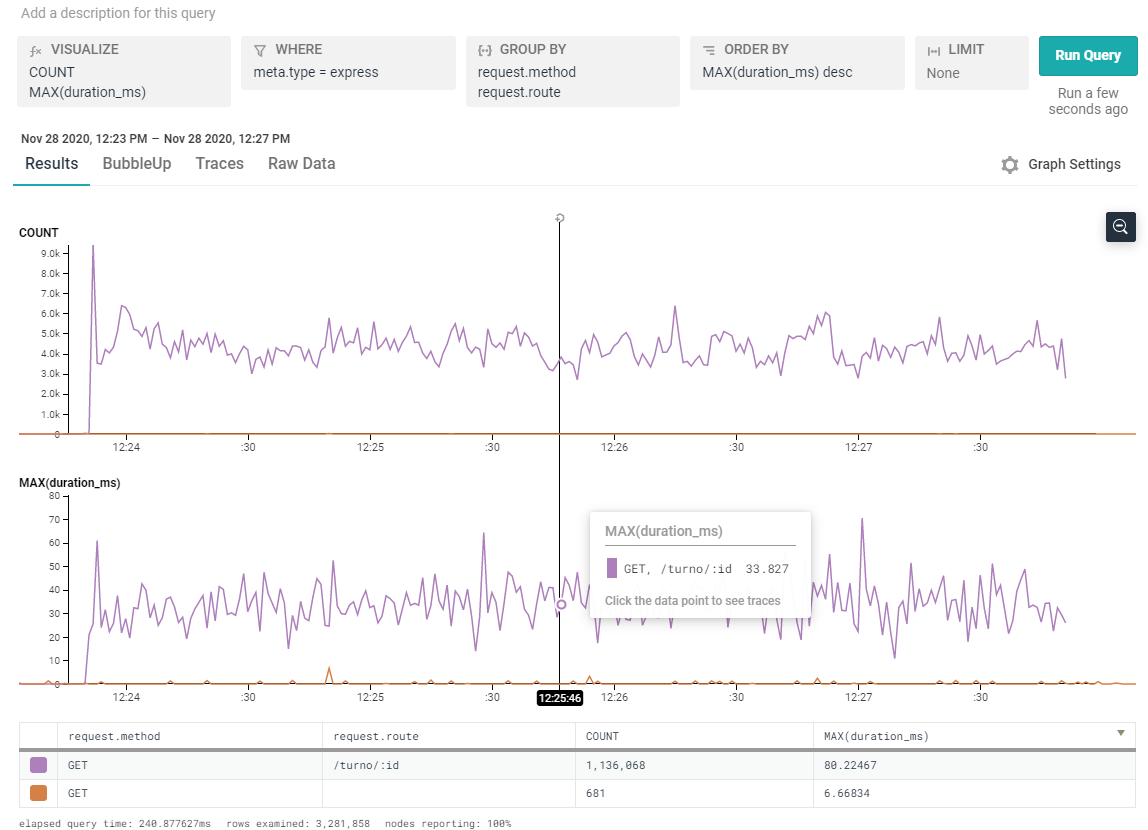 Add a description for this query
VISUALIZE
COUNT
MAX(duration_ms)
WHERE
meta.type = express
GROUP BY
request.method
request.route
ORDER BY
MAX(duration_ms) desc
LIMIT
None
Run Query
Run a few
seconds ago
Nov 28 2020, 12:23 PM – Nov 28 2020, 12:27 PM
Results BubbleUp Traces Raw Data
Graph Settings
COUNT
9.0k
8.0k
7.0k
6.0k
5.0k
4.0k
3.0k
2.0k
1.0k
0
12:24 :30 12:25 :30 12:26 :30 12:27 :30
MAX(duration_ms)
80
70
60
50
40
30
20
10
0
MAX(duration_ms)
GET, /turno/:id 33.827
Click the data point to see traces
12:24 :30 12:25 :30 12:25:46 12:26 :30 12:27 :30
request.method request.route COUNT MAX(duration_ms)
GET /turno/:id 1,136,068 80.22467
GET 681 6.66834
elapsed query time: 240.877627ms rows examined: 3,281,858 nodes reporting: 100%